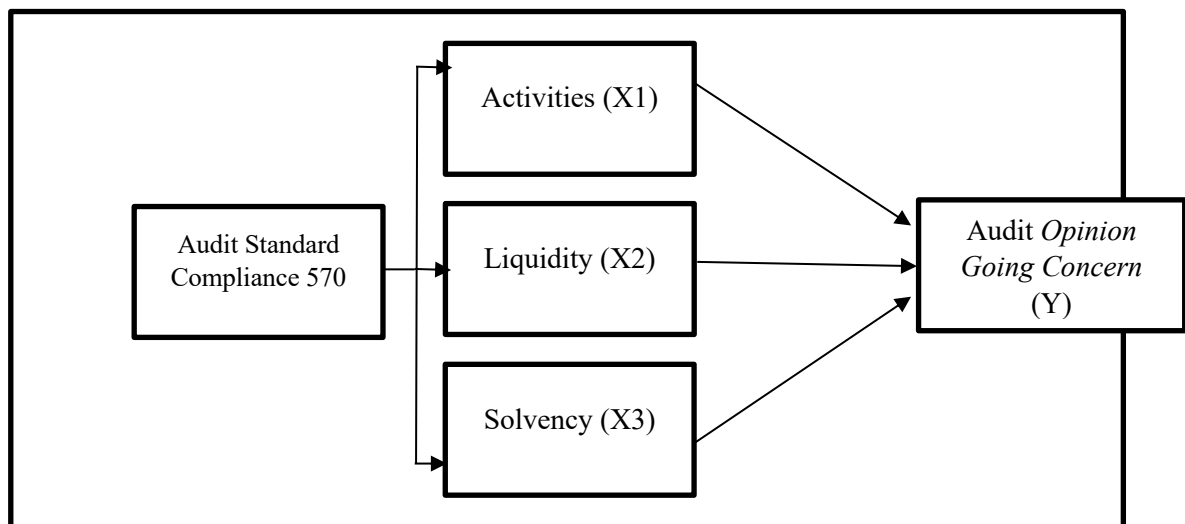 Activities (X1)
Audit Standard
Compliance 570
Liquidity (X2)
Solvency (X3)
Audit Opinion
Going Concern
(Y)